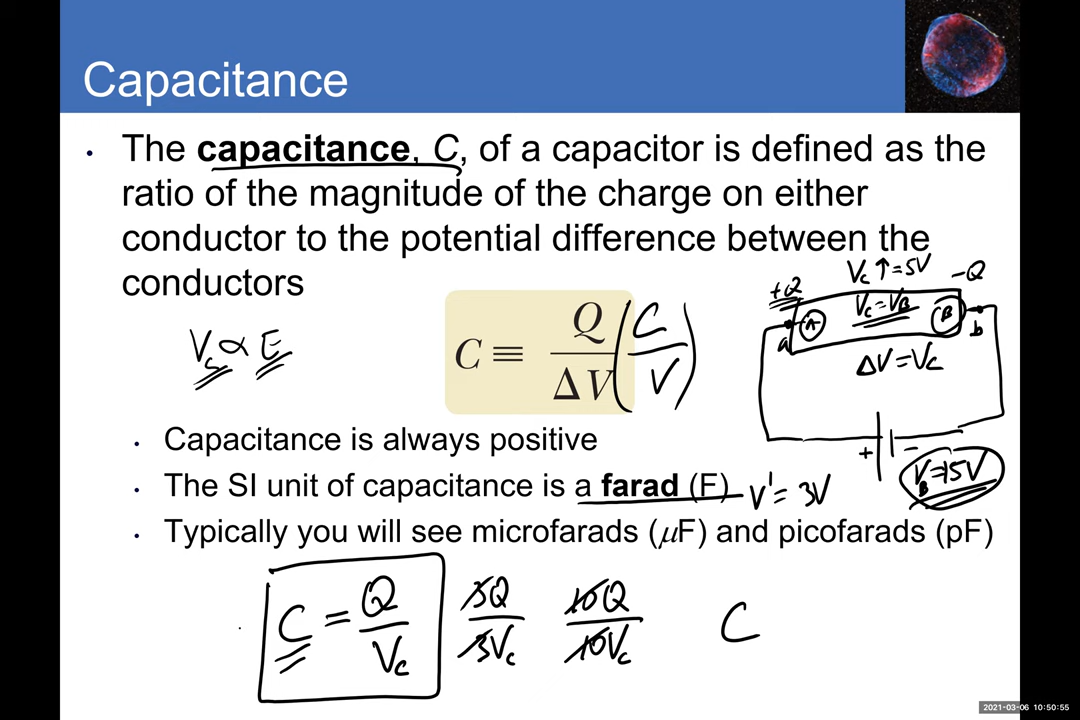 Capacitance
• The capacitance, C, of a capacitor is defined as the
ratio of the magnitude of the charge on either
conductor to the potential difference between the
conductors
Vc ↑ = 5V
+Q
−Q
Vc = VB
A
B
a
b
ΔV = Vc
+ −
VB = 15V
V' = 3V
Vc ∝ E
C ≡ Q / ΔV (C / V)
• Capacitance is always positive
• The SI unit of capacitance is a farad (F)
• Typically you will see microfarads (μF) and picofarads (pF)
C = Q / Vc
3Q / 3Vc
10Q / 10Vc
C
2021-03-06 10:50:55